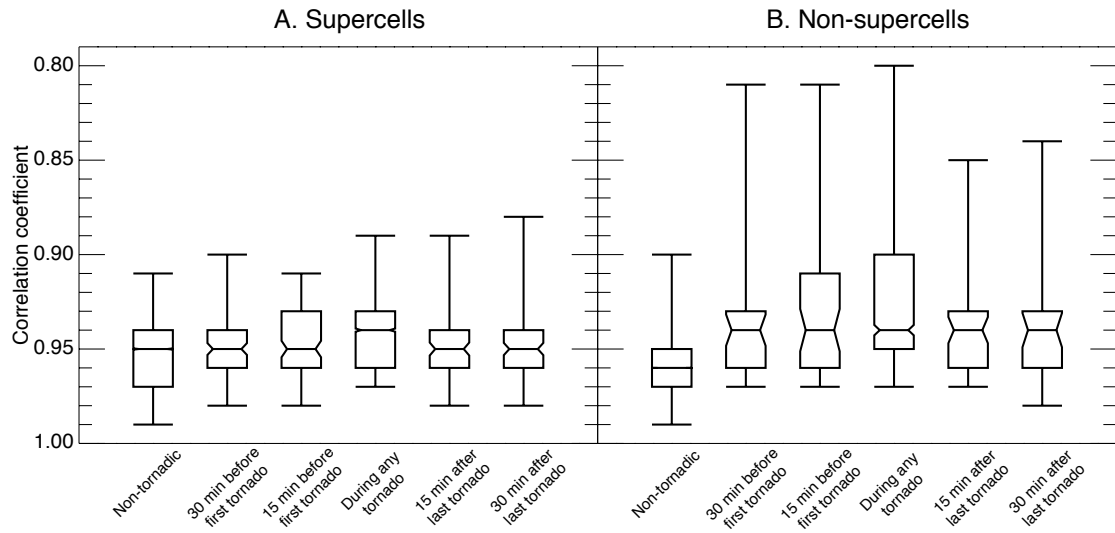 A. Supercells
B. Non-supercells
Correlation coefficient
0.80
0.85
0.90
0.95
1.00
Non-tornadic
30 min before
first tornado
15 min before
first tornado
During any
tornado
15 min after
last tornado
30 min after
last tornado
Non-tornadic
30 min before
first tornado
15 min before
first tornado
During any
tornado
15 min after
last tornado
30 min after
last tornado